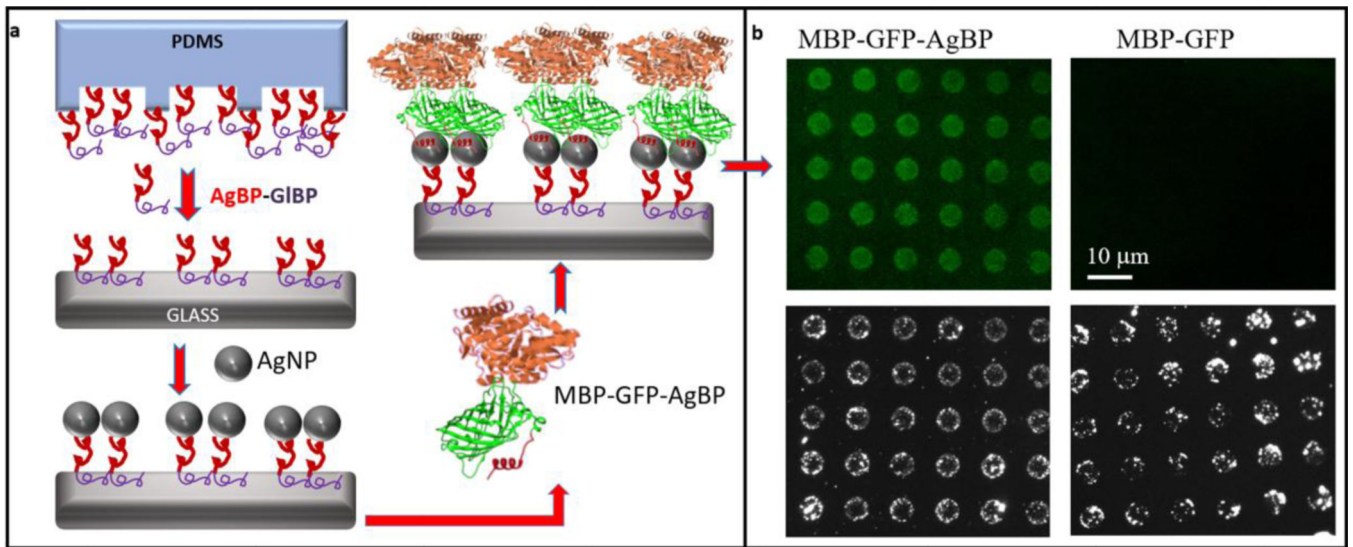 a
PDMS
AgBP-GlBP
GLASS
AgNP
MBP-GFP-AgBP
b
MBP-GFP-AgBP
MBP-GFP
10 µm